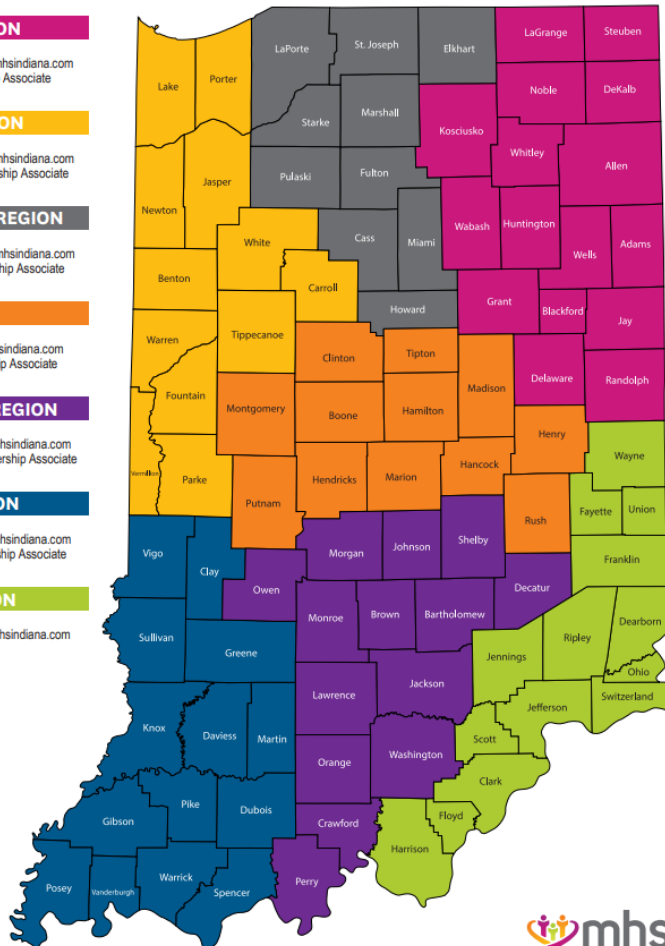 ON
mhsindiana.com
Associate
ON
mhsindiana.com
ship Associate
REGION
mhsindiana.com
hip Associate
sindiana.com
p Associate
REGION
hsindiana.com
ership Associate
ON
hsindiana.com
ship Associate
ON
hsindiana.com
LaPorte
St. Joseph
Elkhart
LaGrange
Steuben
Lake
Porter
Noble
DeKalb
Starke
Marshall
Kosciusko
Whitley
Allen
Pulaski
Fulton
Newton
Jasper
White
Cass
Miami
Wabash
Huntington
Wells
Adams
Benton
Carroll
Howard
Grant
Blackford
Jay
Warren
Tippecanoe
Clinton
Tipton
Madison
Delaware
Randolph
Fountain
Montgomery
Boone
Hamilton
Henry
Wayne
Vermillion
Parke
Putnam
Hendricks
Marion
Hancock
Rush
Fayette
Union
Vigo
Clay
Owen
Morgan
Johnson
Shelby
Decatur
Franklin
Sullivan
Greene
Monroe
Brown
Bartholomew
Jennings
Ripley
Dearborn
Ohio
Switzerland
Knox
Daviess
Martin
Lawrence
Jackson
Jefferson
Scott
Orange
Washington
Clark
Gibson
Pike
Dubois
Crawford
Floyd
Harrison
Posey
Vanderburgh
Warrick
Spencer
Perry
mhs